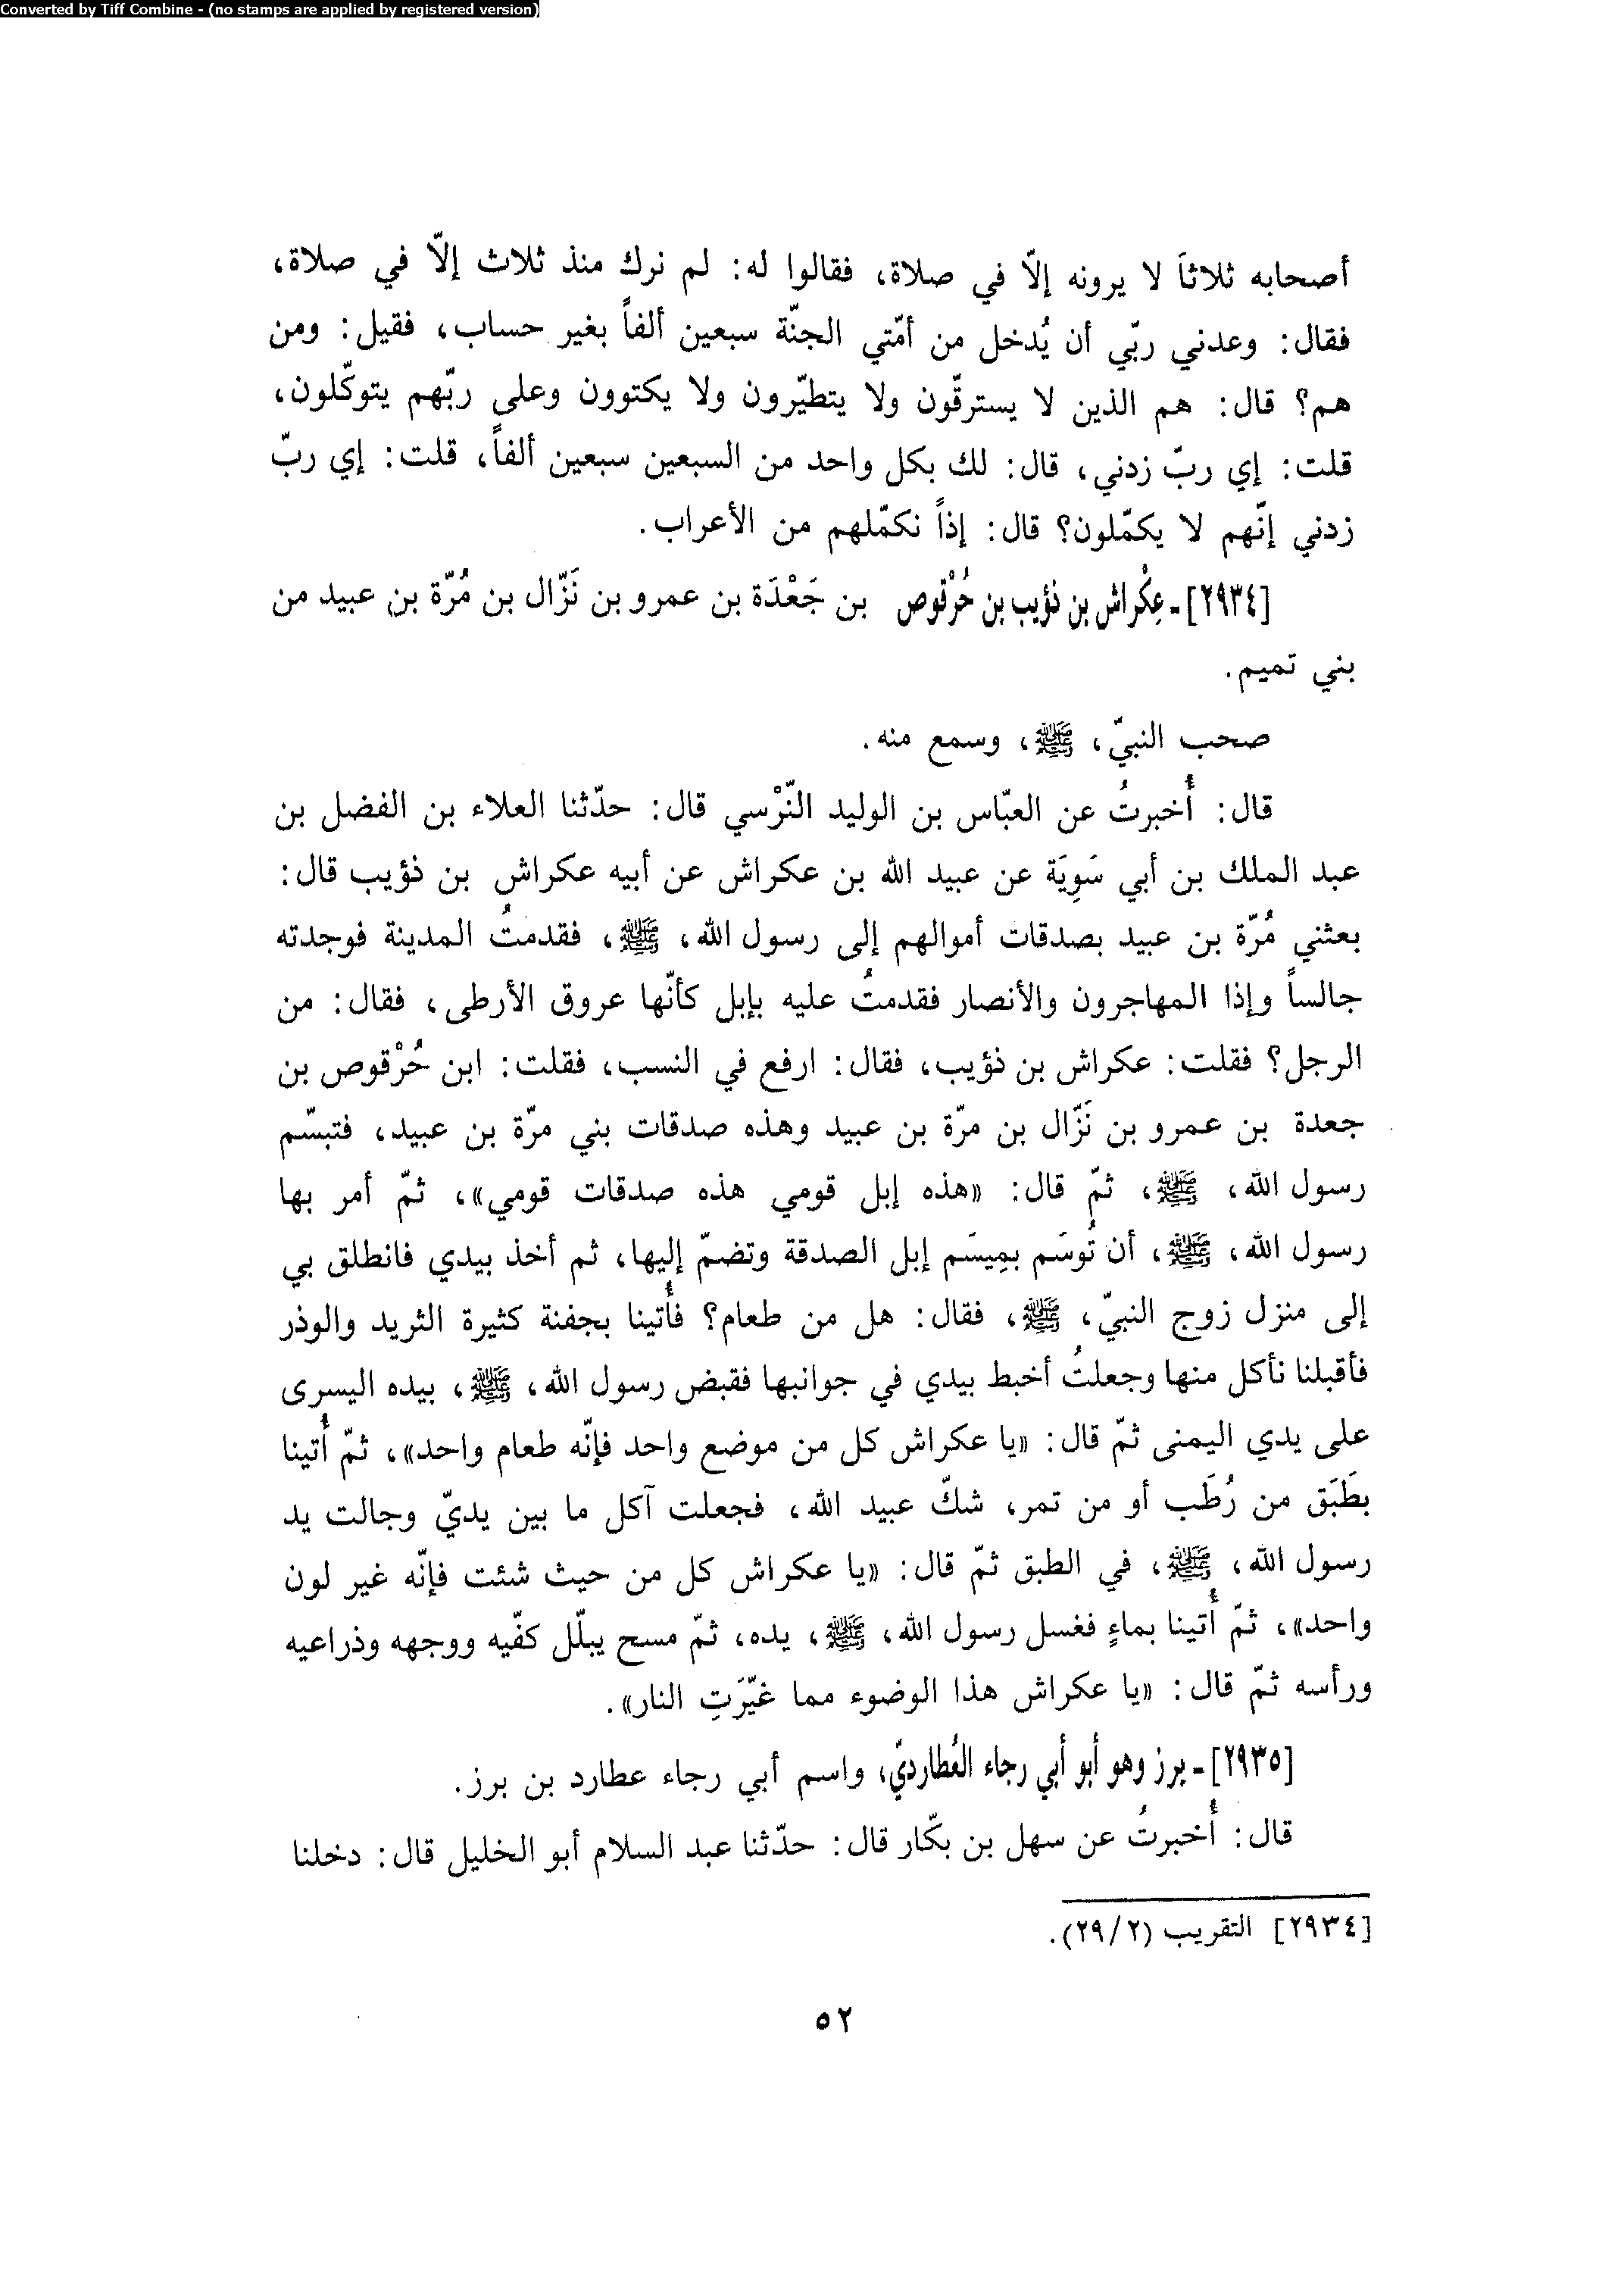 Converted by Tiff Combine - (no stamps are applied by registered version)
أصحابه ثلاثاً لا يرونه إلّا في صلاة، فقالوا له: لم نرك منذ ثلاث إلّا في صلاة،
فقال: وعدني ربّي أن يُدخل من أمّتي الجنّة سبعين ألفاً بغير حساب، فقيل: ومن
هم؟ قال: هم الذين لا يسترقّون ولا يتطيّرون ولا يكتوون وعلى ربّهم يتوكّلون،
قلت: إي ربّ زدني، قال: لك بكل واحد من السبعين سبعين ألفاً، قلت: إي ربّ
زدني إنّهم لا يكمّلون؟ قال: إذاً نكمّلهم من الأعراب.
[٢٩٣٤] ـ عِكْراش بن ذؤيب بن حُرْقوص بن جَعْدَة بن عمرو بن نَزّال بن مُرّة بن عبيد من
بني تميم.
صحب النبيّ، ﷺ، وسمع منه.
قال: أُخبرتُ عن العبّاس بن الوليد النّرْسي قال: حدّثنا العلاء بن الفضل بن
عبد الملك بن أبي سَوِيَة عن عبيد الله بن عكراش عن أبيه عكراش بن ذؤيب قال:
بعثني مُرّة بن عبيد بصدقات أموالهم إلى رسول الله، ﷺ، فقدمتُ المدينة فوجدته
جالساً وإذا المهاجرون والأنصار فقدمتُ عليه بإبل كأنّها عروق الأرطى، فقال: من
الرجل؟ فقلت: عكراش بن ذؤيب، فقال: ارفع في النسب، فقلت: ابن حُرْقوص بن
جعدة بن عمرو بن نَزّال بن مرّة بن عبيد وهذه صدقات بني مرّة بن عبيد، فتبسّم
رسول الله، ﷺ، ثمّ قال: «هذه إبل قومي هذه صدقات قومي»، ثمّ أمر بها
رسول الله، ﷺ، أن تُوسَم بمِيسَم إبل الصدقة وتضمّ إليها، ثم أخذ بيدي فانطلق بي
إلى منزل زوج النبيّ، ﷺ، فقال: هل من طعام؟ فأُتينا بجفنة كثيرة الثريد والوذر
فأقبلنا نأكل منها وجعلتُ أخبط بيدي في جوانبها فقبض رسول الله، ﷺ، بيده اليسرى
على يدي اليمنى ثمّ قال: «يا عكراش كل من موضع واحد فإنّه طعام واحد»، ثمّ أُتينا
بطَبَق من رُطَب أو من تمر، شكّ عبيد الله، فجعلت آكل ما بين يديّ وجالت يد
رسول الله، ﷺ، في الطبق ثمّ قال: «يا عكراش كل من حيث شئت فإنّه غير لون
واحد»، ثمّ أُتينا بماءٍ فغسل رسول الله، ﷺ، يده، ثمّ مسح يبلّل كفّيه ووجهه وذراعيه
ورأسه ثمّ قال: «يا عكراش هذا الوضوء مما غيّرَتِ النار».
[٢٩٣٥] ـ برز وهو أبو أبي رجاء العُطارديّ، واسم أبي رجاء عطارد بن برز.
قال: أُخبرتُ عن سهل بن بكّار قال: حدّثنا عبد السلام أبو الخليل قال: دخلنا
[٢٩٣٤] التقريب (٢/ ٢٩).
٥٢